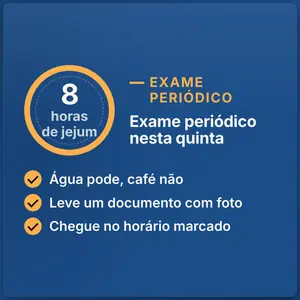 8
horas
de jejum
EXAME
PERIÓDICO
Exame periódico
nesta quinta
Água pode, café não
Leve um documento com foto
Chegue no horário marcado